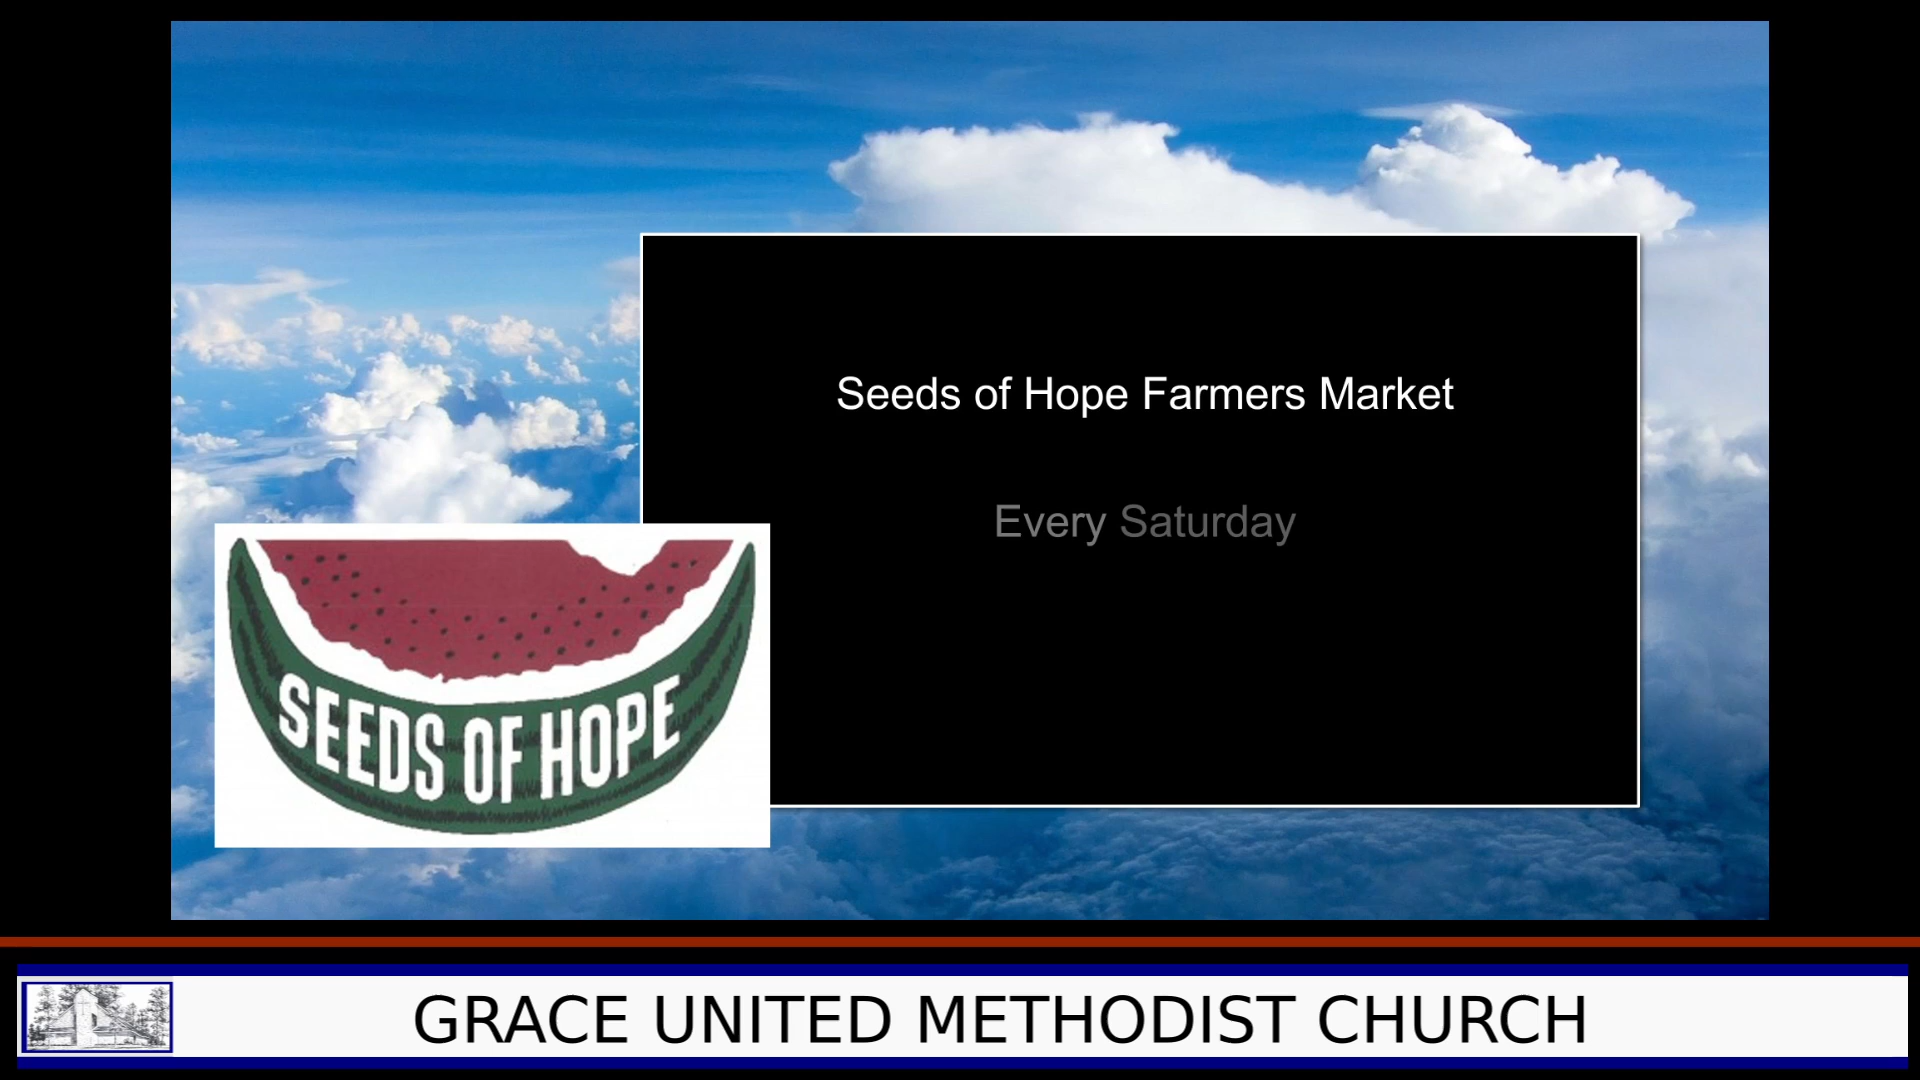 Seeds of Hope Farmers Market
Every Saturday
SEEDS OF HOPE
GRACE UNITED METHODIST CHURCH